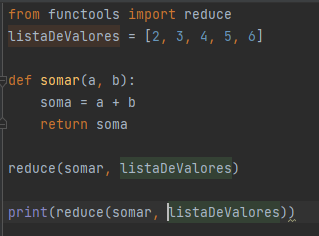 from functools import reduce
listaDeValores = [2, 3, 4, 5, 6]
def somar(a, b):
soma = a + b
return soma
reduce(somar, listaDeValores)
print(reduce(somar, listaDeValores))